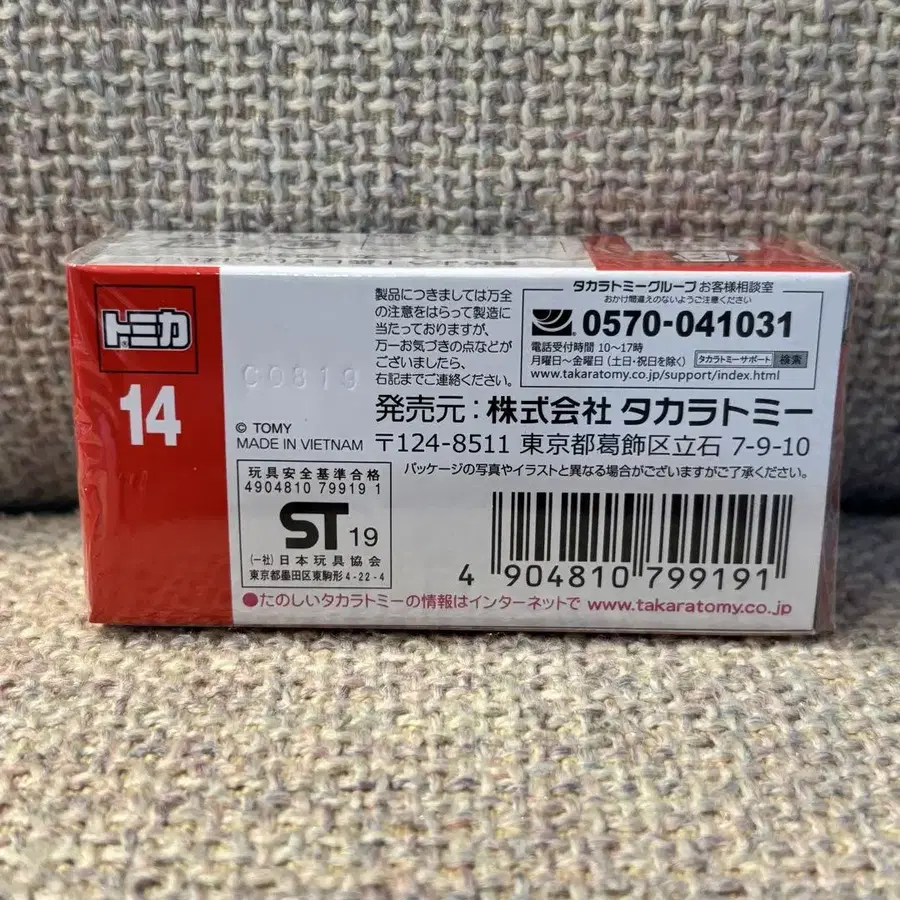 トミカ
14
C0819
© TOMY
MADE IN VIETNAM
玩具安全基準合格
4904810 79919 1
ST 19
(一社) 日本玩具協会
東京都墨田区東駒形4-22-4
製品につきましては万全
の注意をはらって製造に
当たっておりますが、
万一お気づきの点などが
ございましたら、
右記までご連絡ください。
タカラトミーグループ お客様相談室
おかけ間違えのないようご注意ください
0570-041031
電話受付時間 10〜17時
月曜日〜金曜日 (土日・祝日を除く) タカラトミーサポート 検索
www.takaratomy.co.jp/support/index.html
発売元:株式会社 タカラトミー
〒124-8511 東京都葛飾区立石 7-9-10
パッケージの写真やイラストと異なる場合がございますがご了承ください。
4 904810 799191
●たのしいタカラトミーの情報はインターネットで www.takaratomy.co.jp